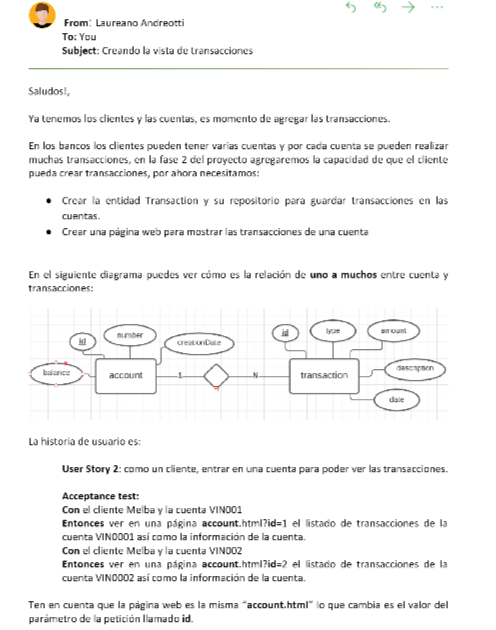 From: Laureano Andreotti
To: You
Subject: Creando la vista de transacciones
Saludos!,
Ya tenemos los clientes y las cuentas, es momento de agregar las transacciones.
En los bancos los clientes pueden tener varias cuentas y por cada cuenta se pueden realizar
muchas transacciones, en la fase 2 del proyecto agregaremos la capacidad de que el cliente
pueda crear transacciones, por ahora necesitamos:
● Crear la entidad Transaction y su repositorio para guardar transacciones en las
cuentas.
● Crear una página web para mostrar las transacciones de una cuenta
En el siguiente diagrama puedes ver cómo es la relación de uno a muchos entre cuenta y
transacciones:
id
number
creationDate
balance
account
1
N
id
type
amount
transaction
description
date
La historia de usuario es:
User Story 2: como un cliente, entrar en una cuenta para poder ver las transacciones.
Acceptance test:
Con el cliente Melba y la cuenta VIN001
Entonces ver en una página account.html?id=1 el listado de transacciones de la
cuenta VIN0001 así como la información de la cuenta.
Con el cliente Melba y la cuenta VIN002
Entonces ver en una página account.html?id=2 el listado de transacciones de la
cuenta VIN0002 así como la información de la cuenta.
Ten en cuenta que la página web es la misma “account.html” lo que cambia es el valor del
parámetro de la petición llamado id.